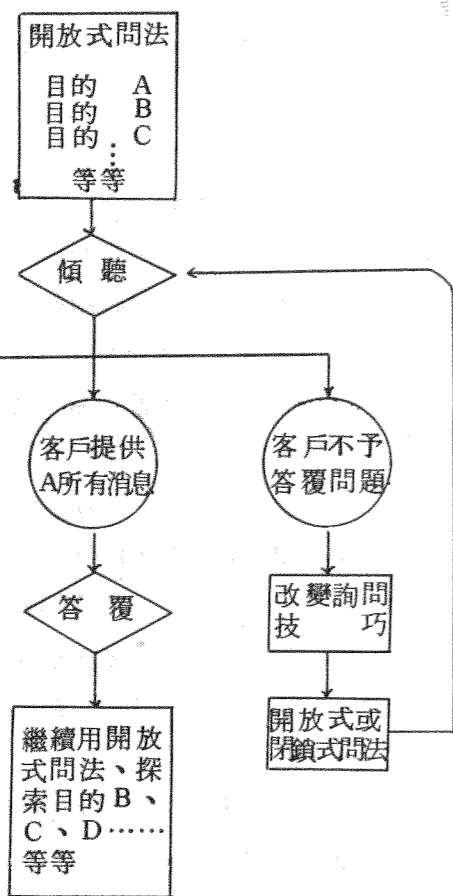 開放式問法
目的 A
目的 B
目的 C
⋮
等等
傾聽
客戶提供
A所有消息
客戶不予
答覆問題
答覆
改變詢問
技巧
繼續用開放
式問法、探
索目的B、
C、D……
等等
開放式或
閉鎖式問法